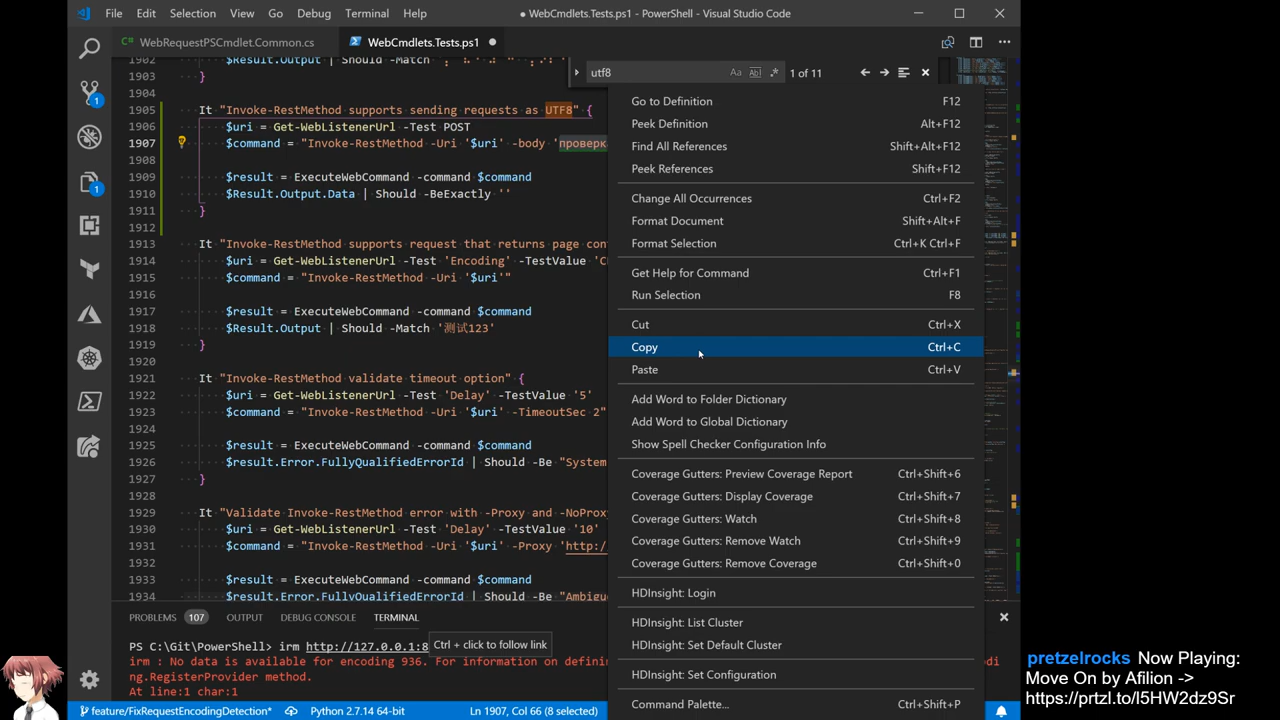 File Edit Selection View Go Debug Terminal Help
WebCmdlets.Tests.ps1 - PowerShell - Visual Studio Code
C# WebRequestPSCmdlet.Common.cs
WebCmdlets.Tests.ps1
utf8
Ab|
1 of 11
1902 $Result.Output | Should -Match '
1903 }
1904
1905 It "Invoke-RestMethod supports sending requests as UTF8" {
1906 $uri = Get-WebListenerUrl -Test POST
1907 $command = "Invoke-RestMethod -Uri '$uri' -body 'проверк
1908
1909 $result = ExecuteWebCommand -command $command
1910 $Result.Output.Data | Should -BeExactly ''
1911 }
1912
1913 It "Invoke-RestMethod supports request that returns page con
1914 $uri = Get-WebListenerUrl -Test 'Encoding' -TestValue 'C
1915 $command = "Invoke-RestMethod -Uri '$uri'"
1916
1917 $result = ExecuteWebCommand -command $command
1918 $Result.Output | Should -Match '测试123'
1919 }
1920
1921 It "Invoke-RestMethod validate timeout option" {
1922 $uri = Get-WebListenerUrl -Test 'Delay' -TestValue '5'
1923 $command = "Invoke-RestMethod -Uri '$uri' -TimeoutSec 2"
1924
1925 $result = ExecuteWebCommand -command $command
1926 $result.Error.FullyQualifiedErrorId | Should -Be "System
1927 }
1928
1929 It "Validate Invoke-RestMethod error with -Proxy and -NoProx
1930 $uri = Get-WebListenerUrl -Test 'Delay' -TestValue '10'
1931 $command = "Invoke-RestMethod -Uri '$uri' -Proxy 'http:/
1932
1933 $result = ExecuteWebCommand -command $command
1934 $result.Error.FullyQualifiedErrorId | Should -Be "Ambigu
Go to Definition F12
Peek Definition Alt+F12
Find All References Shift+Alt+F12
Peek References Shift+F12
Change All Occurrences Ctrl+F2
Format Document Shift+Alt+F
Format Selection Ctrl+K Ctrl+F
Get Help for Command Ctrl+F1
Run Selection F8
Cut Ctrl+X
Copy Ctrl+C
Paste Ctrl+V
Add Word to Folder Dictionary
Add Word to Global Dictionary
Show Spell Checker Configuration Info
Coverage Gutters: Preview Coverage Report Ctrl+Shift+6
Coverage Gutters: Display Coverage Ctrl+Shift+7
Coverage Gutters: Watch Ctrl+Shift+8
Coverage Gutters: Remove Watch Ctrl+Shift+9
Coverage Gutters: Remove Coverage Ctrl+Shift+0
HDInsight: Login
HDInsight: List Cluster
HDInsight: Set Default Cluster
HDInsight: Set Configuration
Command Palette... Ctrl+Shift+P
PROBLEMS 107 OUTPUT DEBUG CONSOLE TERMINAL
PS C:\Git\PowerShell> irm http://127.0.0.1:8
Ctrl + click to follow link
irm : No data is available for encoding 936. For information on defini
odi
ng.RegisterProvider method.
At line:1 char:1
feature/FixRequestEncodingDetection* Python 2.7.14 64-bit Ln 1907, Col 66 (8 selected)
pretzelrocks Now Playing:
Move On by Afilion ->
https://prtzl.to/l5HW2dz9Sr
1
1